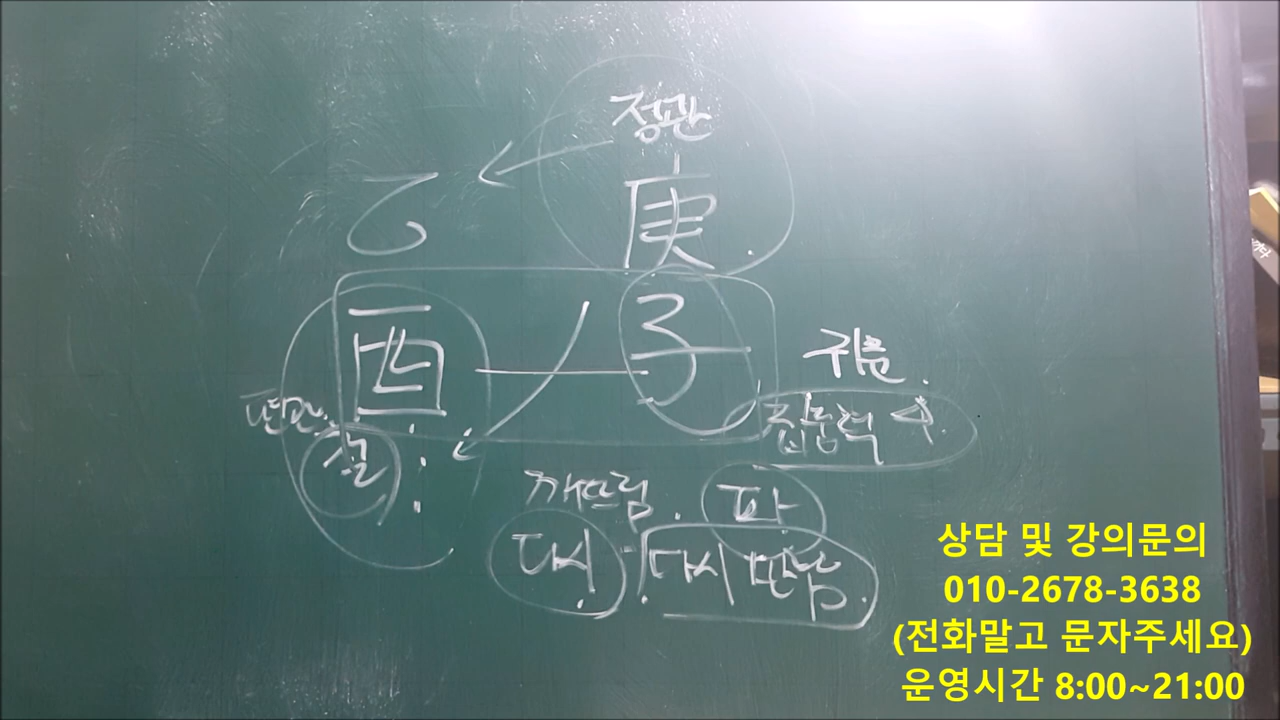 정관
乙 庚
酉 子
귀문.
편관.
집중력
살
깨뜨림. 파
다시 다시 만남.
상담 및 강의문의
010-2678-3638
(전화말고 문자주세요)
운영시간 8:00~21:00